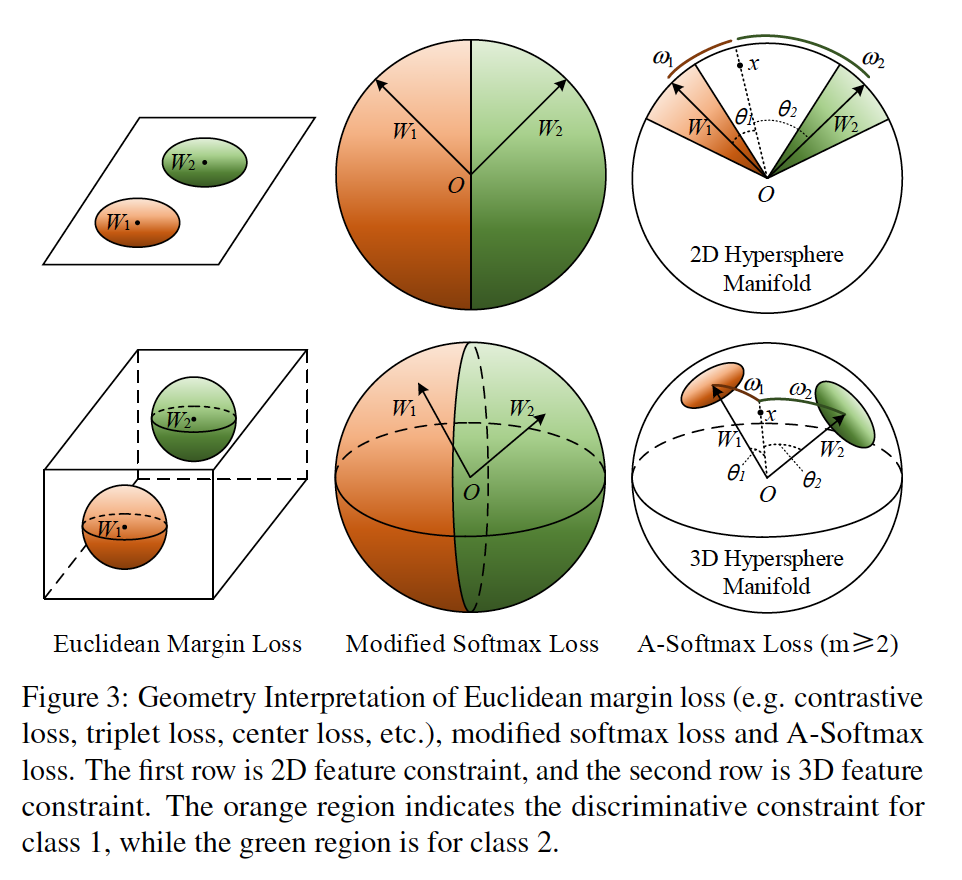 W₂
W₁
W₁
W₂
O
ω₁
x
ω₂
θ₁
θ₂
W₁
W₂
O
2D Hypersphere
Manifold
W₂
W₁
W₁
W₂
O
ω₁
ω₂
x
W₁
W₂
θ₁
θ₂
O
3D Hypersphere
Manifold
Euclidean Margin Loss
Modified Softmax Loss
A-Softmax Loss (m⩾2)
Figure 3: Geometry Interpretation of Euclidean margin loss (e.g. contrastive
loss, triplet loss, center loss, etc.), modified softmax loss and A-Softmax
loss. The first row is 2D feature constraint, and the second row is 3D feature
constraint. The orange region indicates the discriminative constraint for
class 1, while the green region is for class 2.